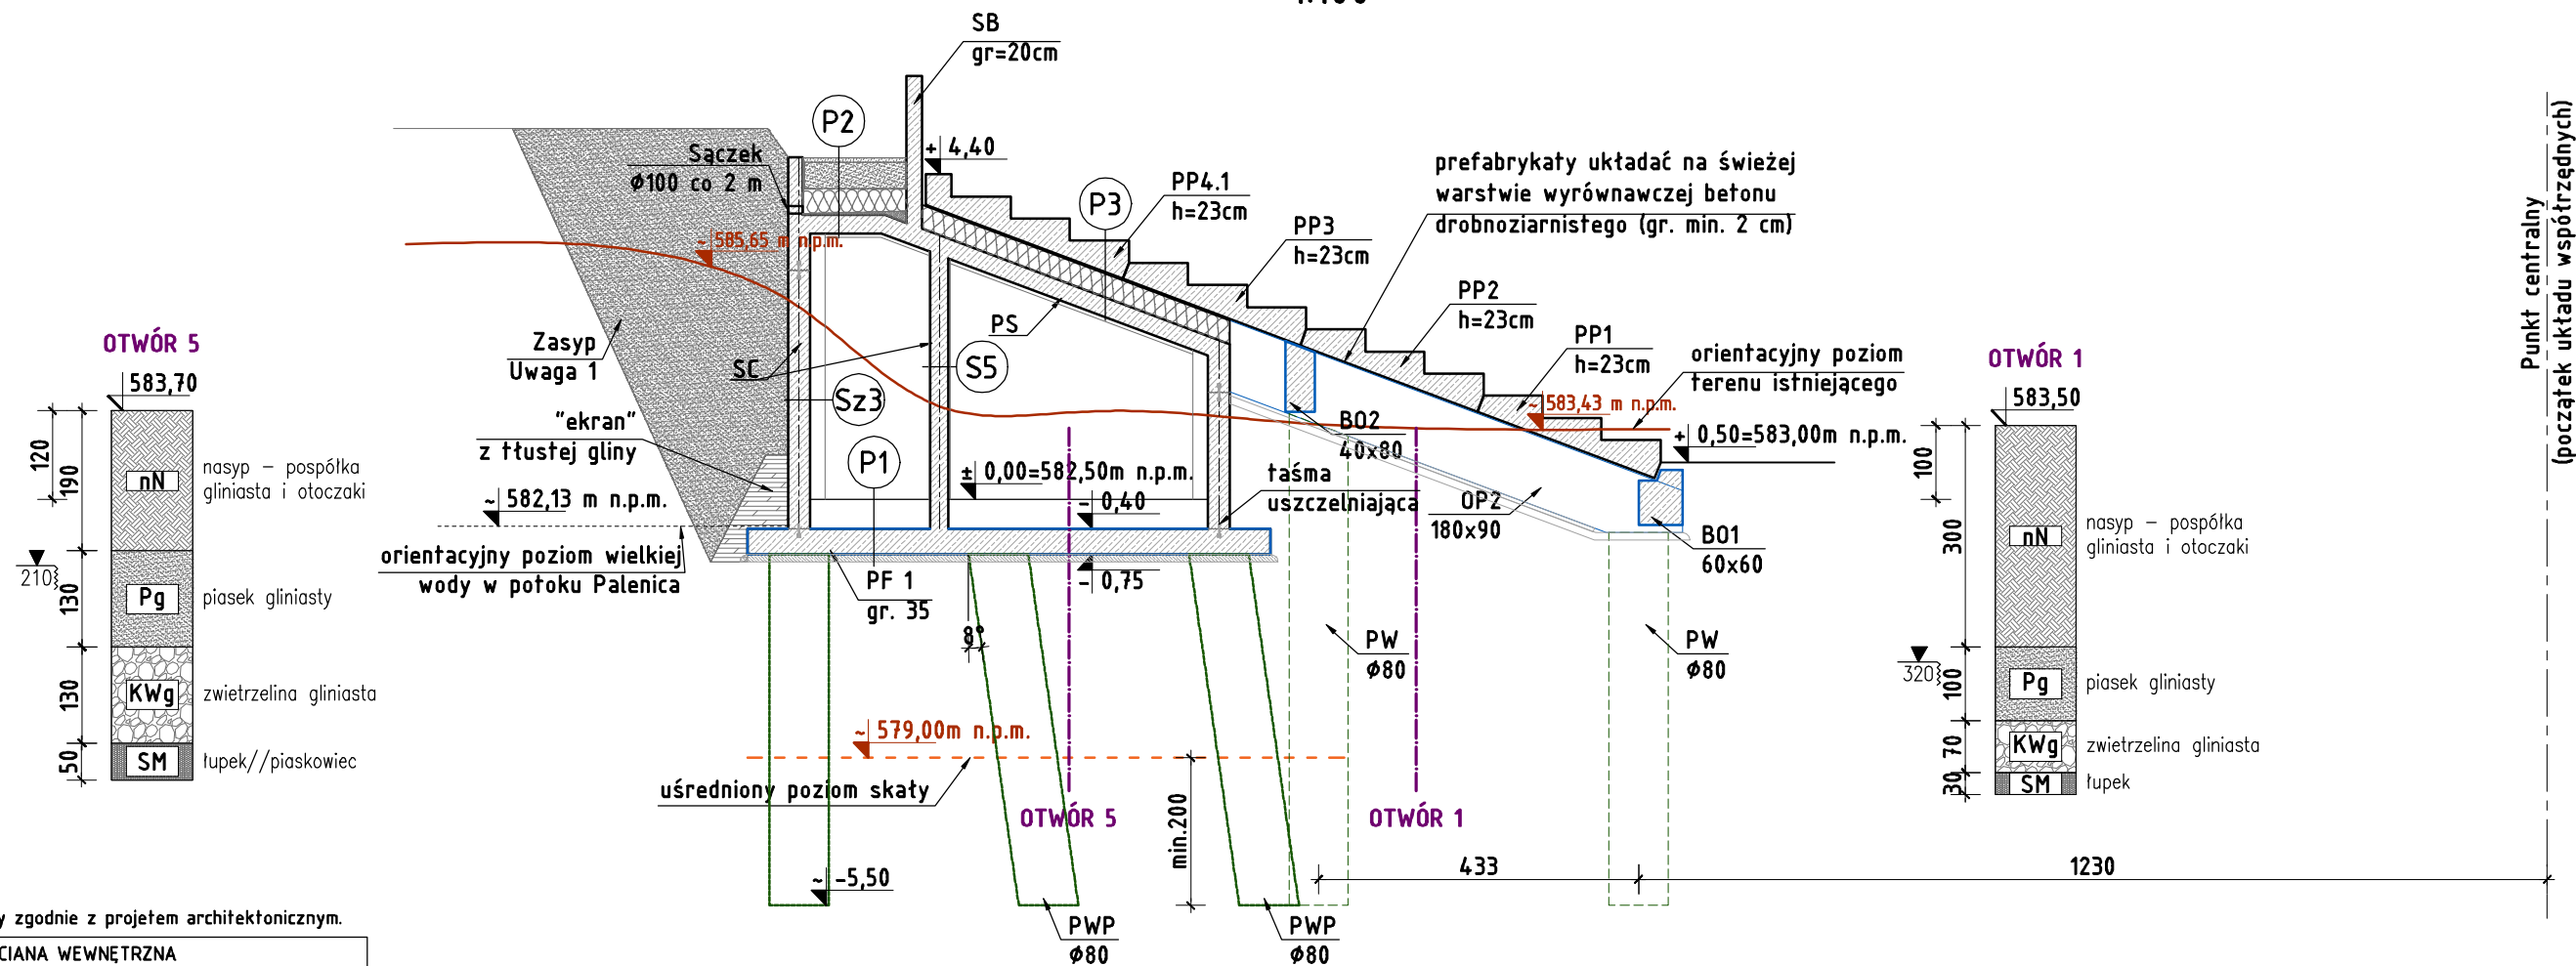 SB
gr=20cm
P2
+ 4,40
Sączek
ϕ100 co 2 m
PP4.1
h=23cm
P3
prefabrykaty układać na świeżej
warstwie wyrównawczej betonu
drobnoziarnistego (gr. min. 2 cm)
PP3
h=23cm
~ 585,65 m n.p.m.
PP2
h=23cm
PS
PP1
h=23cm
orientacyjny poziom
terenu istniejącego
Zasyp
Uwaga 1
SC
S5
Sz3
~ 583,43 m n.p.m.
+ 0,50=583,00m n.p.m.
"ekran"
z tłustej gliny
BO2
40x80
P1
± 0,00=582,50m n.p.m.
taśma
uszczelniająca
~ 582,13 m n.p.m.
- 0,40
OP2
180x90
BO1
60x60
orientacyjny poziom wielkiej
wody w potoku Palenica
PF 1
gr. 35
- 0,75
8°
PW
ϕ80
PW
ϕ80
~ 579,00m n.p.m.
uśredniony poziom skały
OTWÓR 5
OTWÓR 1
min.200
~ -5,50
433
1230
PWP
ϕ80
PWP
ϕ80
OTWÓR 5
583,70
120
190
nN
nasyp – pospółka
gliniasta i otoczaki
210
130
Pg
piasek gliniasty
130
KWg
zwietrzelina gliniasta
50
SM
łupek//piaskowiec
OTWÓR 1
583,50
100
300
nN
nasyp – pospółka
gliniasta i otoczaki
320
100
Pg
piasek gliniasty
70
KWg
zwietrzelina gliniasta
30
SM
łupek
Punkt centralny
(początek układu współrzędnych)
y zgodnie z projetem architektonicznym.
CIANA WEWNĘTRZNA